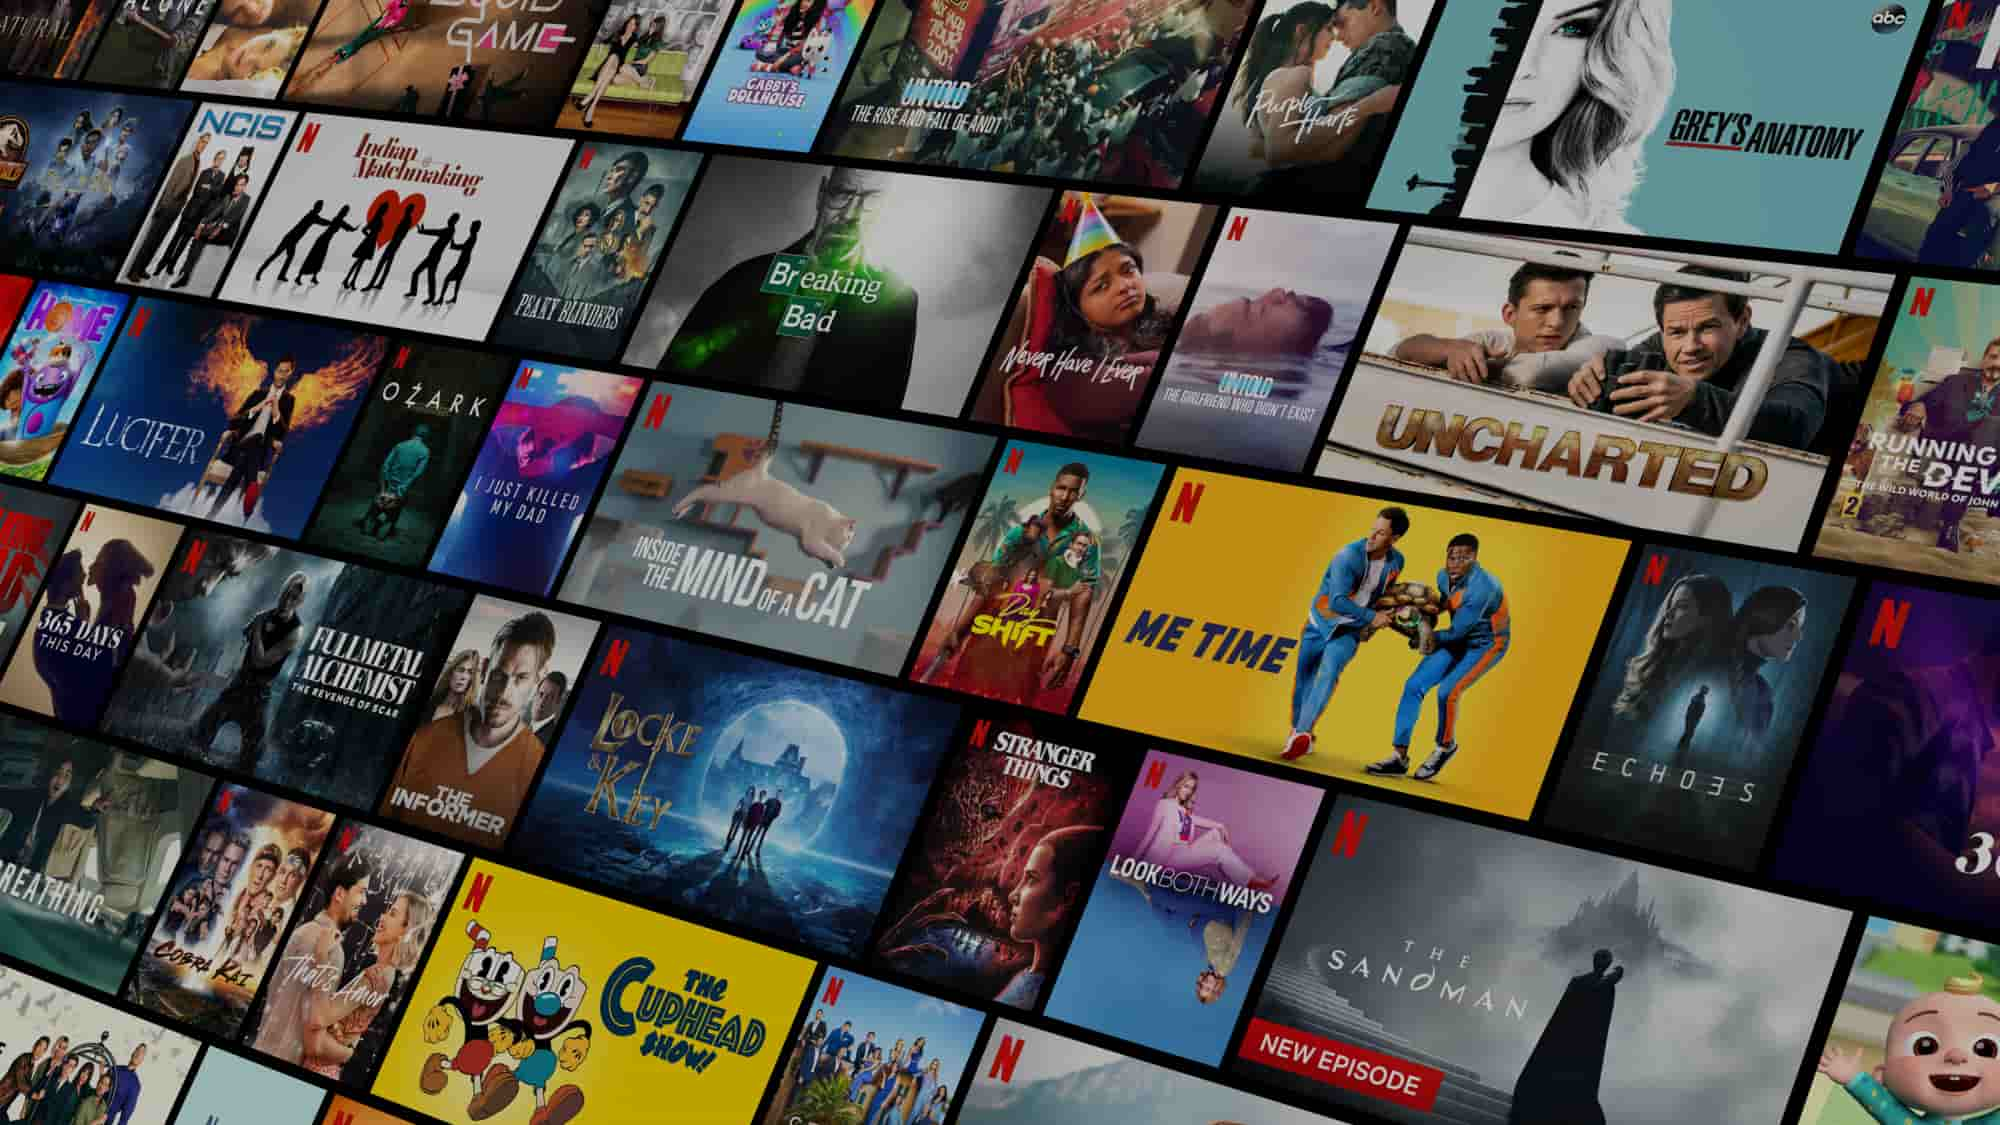 ALONE
SQUID
GAME
GABBY'S
DOLLHOUSE
UNTOLD
THE RISE AND FALL OF AND1
Purple
Hearts
abc
GREY'S ANATOMY
NCIS
N
Indian
Matchmaking
N
PEAKY BLINDERS
Breaking
Bad
N
Never Have I Ever
N
UNTOLD
THE GIRLFRIEND WHO DIDN'T EXIST
UNCHARTED
N
RUNNING
THE DEV
THE WILD WORLD OF JOHN
2
HOME
N
LUCIFER
N
OZARK
N
I JUST KILLED
MY DAD
N
INSIDE
THE MIND OF A CAT
N
Day
SHIFT
N
ME TIME
N
ECHOES
N
N
365 DAYS
THIS DAY
N
FULLMETAL
ALCHEMIST
THE REVENGE OF SCAR
THE
INFORMER
N
LOCKE
& KEY
N
STRANGER
THINGS
N
LOOK BOTH WAYS
N
THE
SANDMAN
NEW EPISODE
REATHING
N
COBRA KAI
N
That's Amor
N
THE
CUPHEAD
SHOW!
N
N
N
N